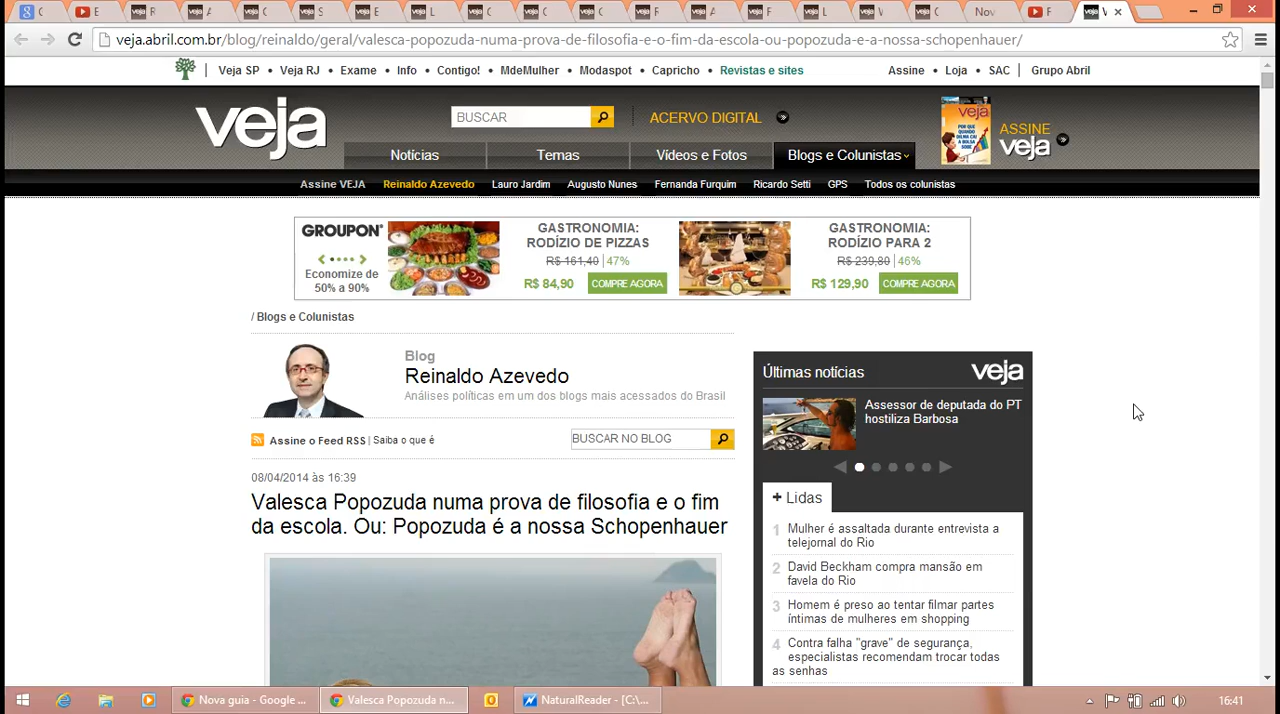 veja.abril.com.br/blog/reinaldo/geral/valesca-popozuda-numa-prova-de-filosofia-e-o-fim-da-escola-ou-popozuda-e-a-nossa-schopenhauer/
Veja SP • Veja RJ • Exame • Info • Contigo! • MdeMulher • Modaspot • Capricho • Revistas e sites
Assine • Loja • SAC | Grupo Abril
veja
BUSCAR
ACERVO DIGITAL
veja
ASSINE
veja
Notícias
Temas
Vídeos e Fotos
Blogs e Colunistas
Assine VEJA
Reinaldo Azevedo
Lauro Jardim
Augusto Nunes
Fernanda Furquim
Ricardo Setti
GPS
Todos os colunistas
GROUPON
Economize de
50% a 90%
GASTRONOMIA:
RODÍZIO DE PIZZAS
R$ 161,40 | 47%
R$ 84,90
COMPRE AGORA
GASTRONOMIA:
RODÍZIO PARA 2
R$ 239,80 | 46%
R$ 129,90
COMPRE AGORA
/ Blogs e Colunistas
Blog
Reinaldo Azevedo
Análises políticas em um dos blogs mais acessados do Brasil
Assine o Feed RSS | Saiba o que é
BUSCAR NO BLOG
08/04/2014 às 16:39
Valesca Popozuda numa prova de filosofia e o fim
da escola. Ou: Popozuda é a nossa Schopenhauer
Últimas notícias
veja
Assessor de deputada do PT
hostiliza Barbosa
+ Lidas
1 Mulher é assaltada durante entrevista a
telejornal do Rio
2 David Beckham compra mansão em
favela do Rio
3 Homem é preso ao tentar filmar partes
íntimas de mulheres em shopping
4 Contra falha "grave" de segurança,
especialistas recomendam trocar todas
as senhas
Nova guia - Google ...
Valesca Popozuda n...
NaturalReader - [C:\...
16:41